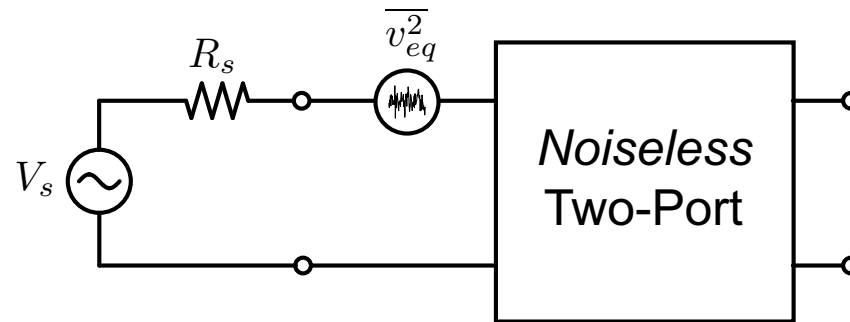 $\overline{v_{eq}^2}$
$R_s$
$V_s$
Noiseless
Two-Port